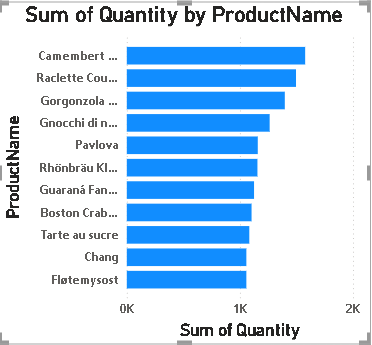 Sum of Quantity by ProductName
ProductName
Camembert ...
Raclette Cou...
Gorgonzola ...
Gnocchi di n...
Pavlova
Rhönbräu Kl...
Guaraná Fan...
Boston Crab...
Tarte au sucre
Chang
Fløtemysost
0K 1K 2K
Sum of Quantity